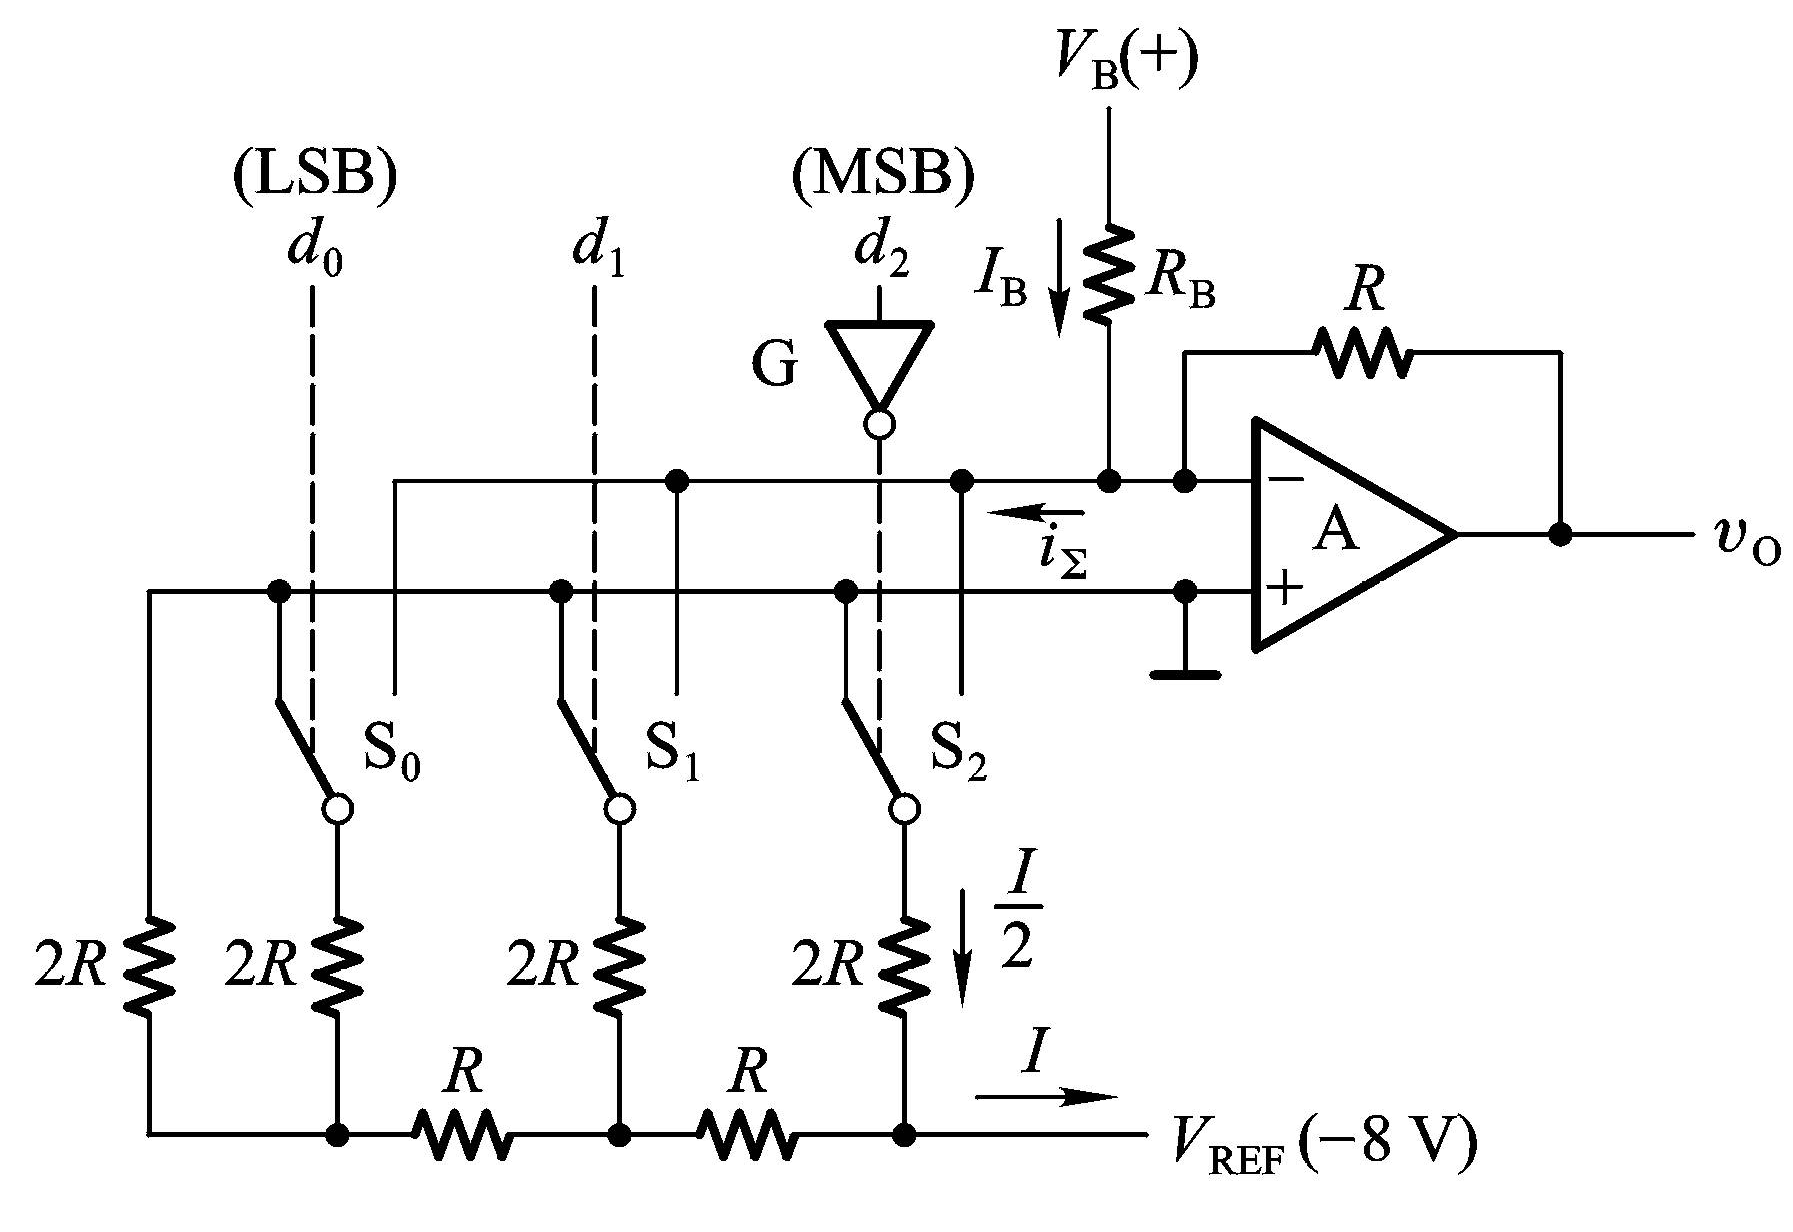 V_B(+)
(LSB) (MSB)
d_0 d_1 d_2
I_B R_B R
G
− A
+
i_Σ
v_O
S_0 S_1 S_2
I/2
2R 2R 2R 2R
R R I
V_REF (−8 V)